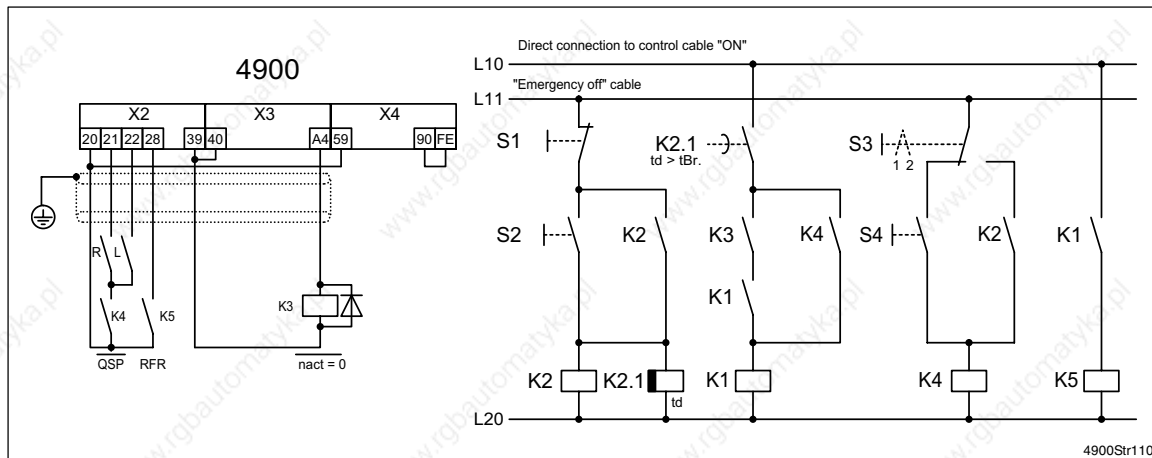 Direct connection to control cable "ON"
L10
4900
"Emergency off" cable
L11
X2 X3 X4
20 21 22 28 39 40 A4 59 90 FE
S1
K2.1
td > tBr.
S3
1 2
R L
S2 K2 K3 K4 S4 K2 K1
K1
K3
K4 K5
QSP RFR
nact = 0
K2 K2.1 K1 K4 K5
td
L20
4900Str110
www.rgbautomatyka.pl